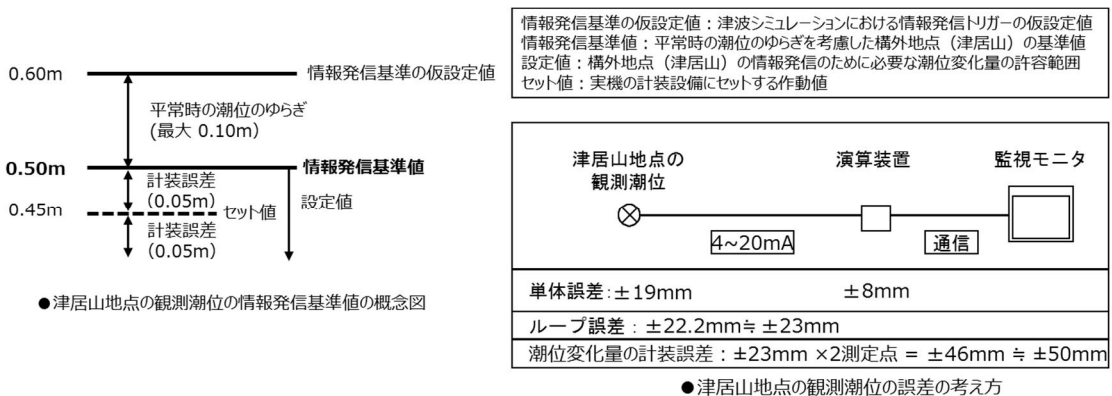 0.60m
情報発信基準の仮設定値
平常時の潮位のゆらぎ
(最大 0.10m)
0.50m
情報発信基準値
計装誤差
(0.05m)
設定値
0.45m
セット値
計装誤差
(0.05m)
●津居山地点の観測潮位の情報発信基準値の概念図
情報発信基準の仮設定値：津波シミュレーションにおける情報発信トリガーの仮設定値
情報発信基準値：平常時の潮位のゆらぎを考慮した構外地点（津居山）の基準値
設定値：構外地点（津居山）の情報発信のために必要な潮位変化量の許容範囲
セット値：実機の計装設備にセットする作動値
津居山地点の
観測潮位
演算装置
監視モニタ
4~20mA
通信
単体誤差：±19mm
±8mm
ループ誤差：±22.2mm≒ ±23mm
潮位変化量の計装誤差：±23mm ×2測定点 = ±46mm ≒ ±50mm
●津居山地点の観測潮位の誤差の考え方